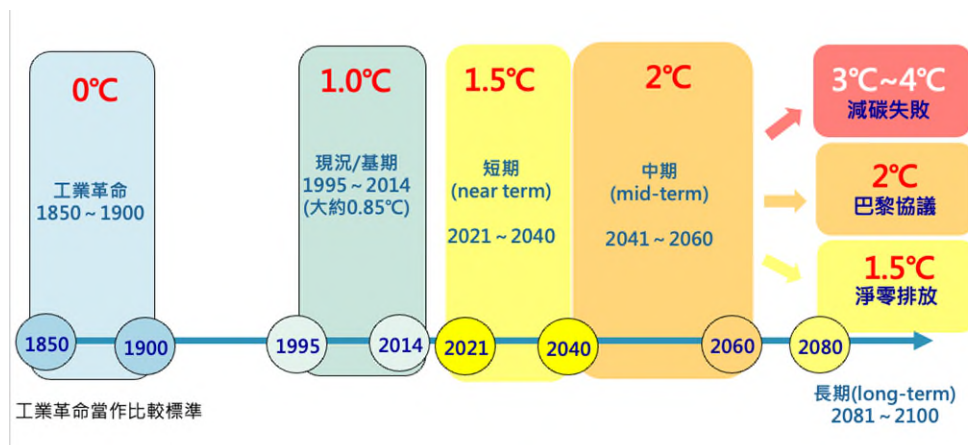 0℃
工業革命
1850～1900
1.0℃
現況/基期
1995～2014
(大約0.85℃)
1.5℃
短期
(near term)
2021～2040
2℃
中期
(mid-term)
2041～2060
3℃~4℃
減碳失敗
2℃
巴黎協議
1.5℃
淨零排放
1850
1900
1995
2014
2021
2040
2060
2080
工業革命當作比較標準
長期(long-term)
2081～2100